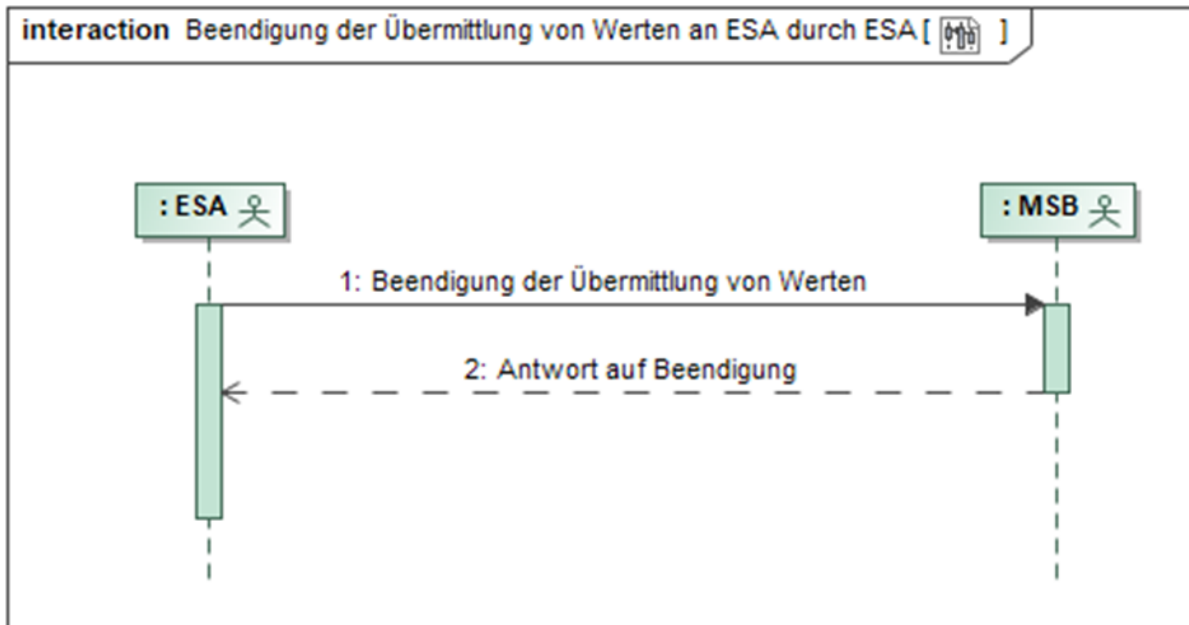 interaction Beendigung der Übermittlung von Werten an ESA durch ESA [ ]
: ESA
: MSB
1: Beendigung der Übermittlung von Werten
2: Antwort auf Beendigung